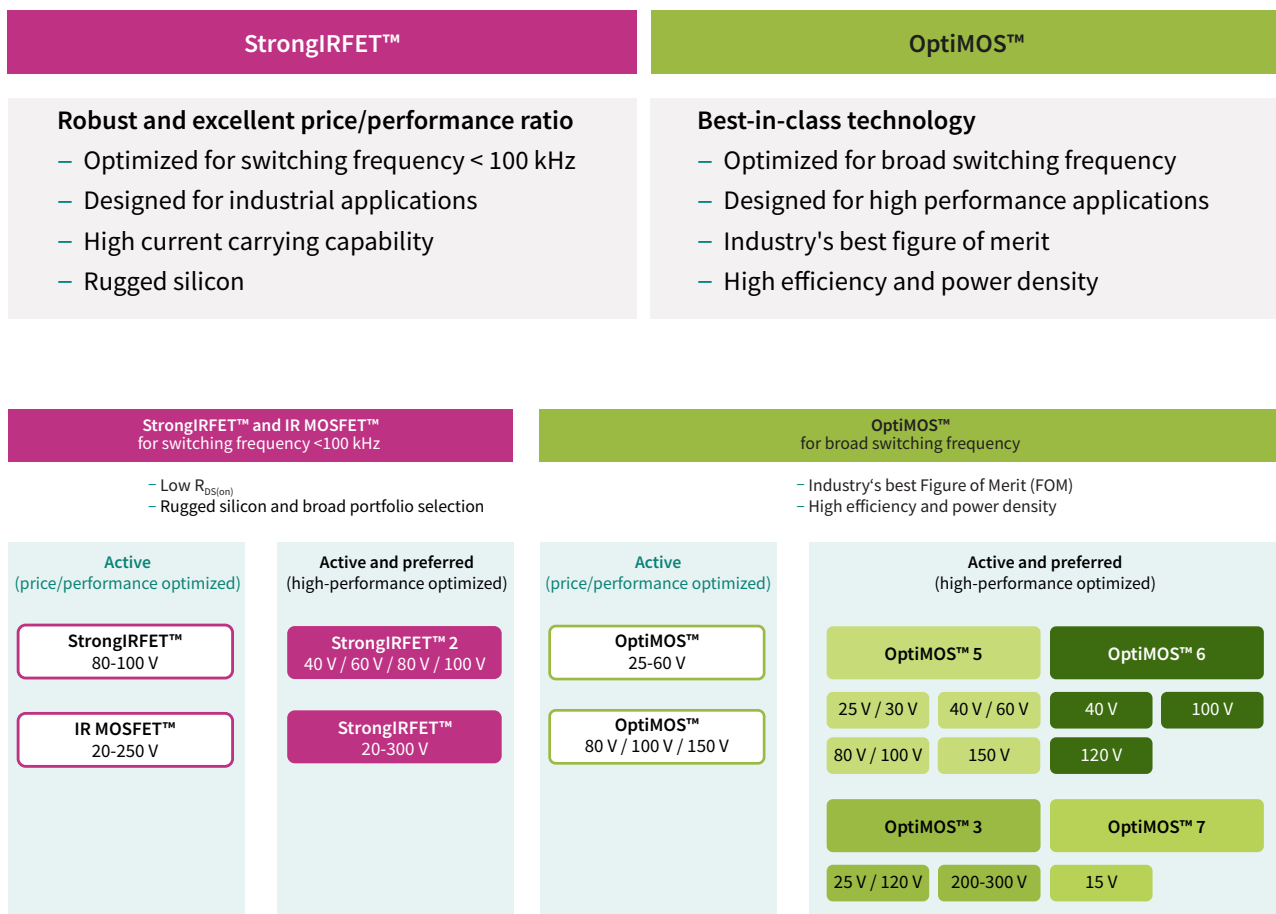 StrongIRFET™
Robust and excellent price/performance ratio
– Optimized for switching frequency < 100 kHz
– Designed for industrial applications
– High current carrying capability
– Rugged silicon
OptiMOS™
Best-in-class technology
– Optimized for broad switching frequency
– Designed for high performance applications
– Industry's best figure of merit
– High efficiency and power density
StrongIRFET™ and IR MOSFET™
for switching frequency <100 kHz
– Low RDS(on)
– Rugged silicon and broad portfolio selection
Active
(price/performance optimized)
StrongIRFET™
80-100 V
IR MOSFET™
20-250 V
Active and preferred
(high-performance optimized)
StrongIRFET™ 2
40 V / 60 V / 80 V / 100 V
StrongIRFET™
20-300 V
OptiMOS™
for broad switching frequency
– Industry‘s best Figure of Merit (FOM)
– High efficiency and power density
Active
(price/performance optimized)
OptiMOS™
25-60 V
OptiMOS™
80 V / 100 V / 150 V
Active and preferred
(high-performance optimized)
OptiMOS™ 5
25 V / 30 V
40 V / 60 V
80 V / 100 V
150 V
OptiMOS™ 6
40 V
100 V
120 V
OptiMOS™ 3
25 V / 120 V
200-300 V
OptiMOS™ 7
15 V